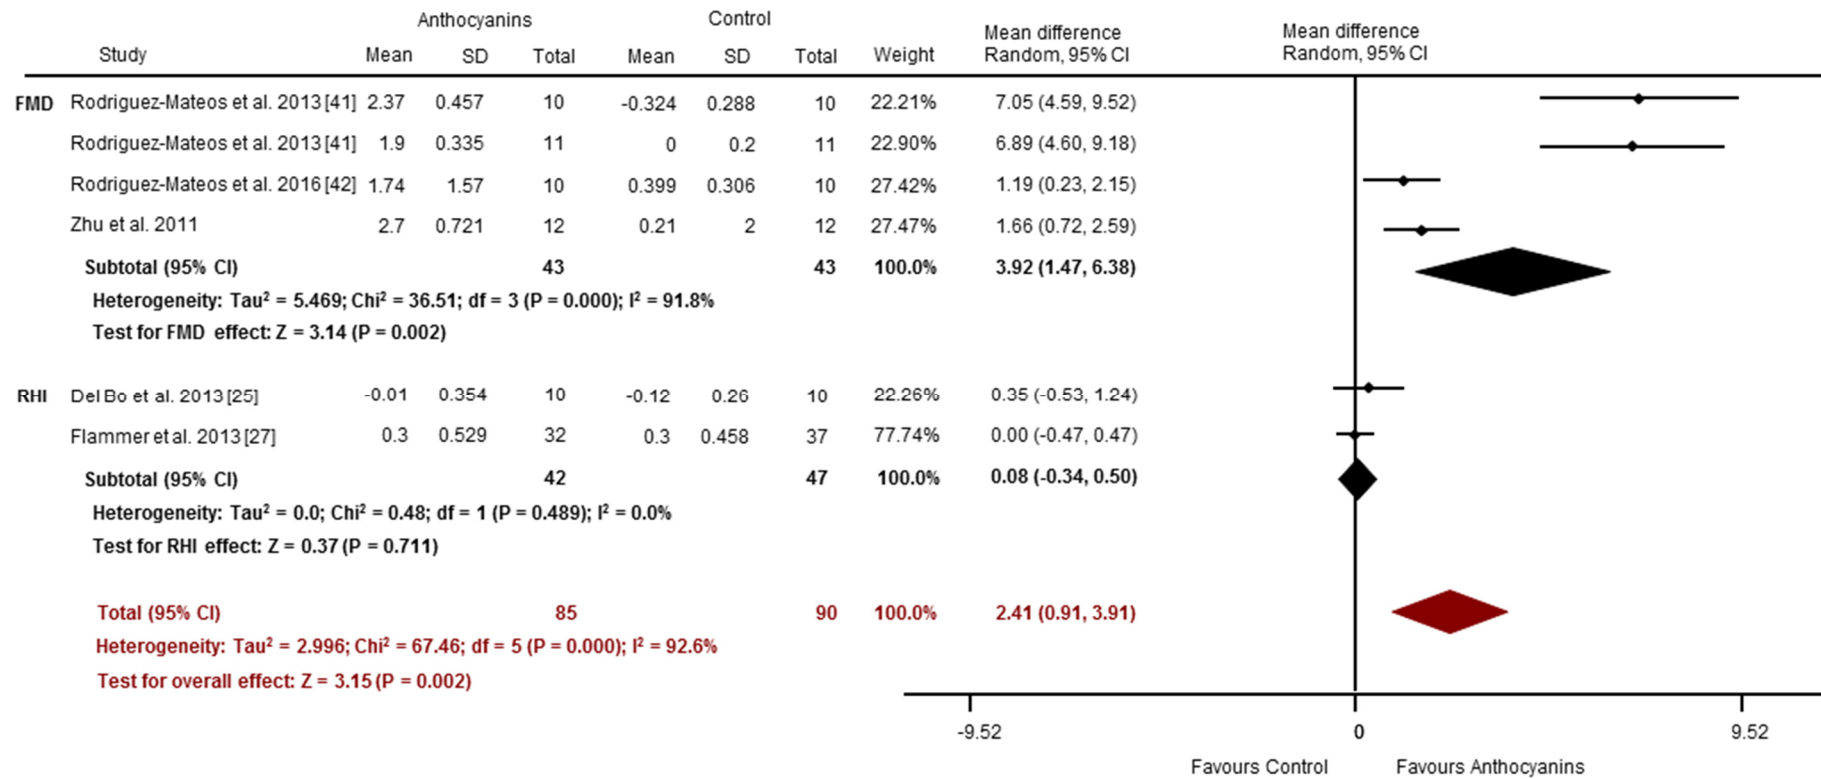 Anthocyanins Control
Study Mean SD Total Mean SD Total Weight Mean difference Random, 95% CI Mean difference Random, 95% CI
FMD Rodriguez-Mateos et al. 2013 [41] 2.37 0.457 10 -0.324 0.288 10 22.21% 7.05 (4.59, 9.52)
Rodriguez-Mateos et al. 2013 [41] 1.9 0.335 11 0 0.2 11 22.90% 6.89 (4.60, 9.18)
Rodriguez-Mateos et al. 2016 [42] 1.74 1.57 10 0.399 0.306 10 27.42% 1.19 (0.23, 2.15)
Zhu et al. 2011 2.7 0.721 12 0.21 2 12 27.47% 1.66 (0.72, 2.59)
Subtotal (95% CI) 43 43 100.0% 3.92 (1.47, 6.38)
Heterogeneity: Tau² = 5.469; Chi² = 36.51; df = 3 (P = 0.000); I² = 91.8%
Test for FMD effect: Z = 3.14 (P = 0.002)
RHI Del Bo et al. 2013 [25] -0.01 0.354 10 -0.12 0.26 10 22.26% 0.35 (-0.53, 1.24)
Flammer et al. 2013 [27] 0.3 0.529 32 0.3 0.458 37 77.74% 0.00 (-0.47, 0.47)
Subtotal (95% CI) 42 47 100.0% 0.08 (-0.34, 0.50)
Heterogeneity: Tau² = 0.0; Chi² = 0.48; df = 1 (P = 0.489); I² = 0.0%
Test for RHI effect: Z = 0.37 (P = 0.711)
Total (95% CI) 85 90 100.0% 2.41 (0.91, 3.91)
Heterogeneity: Tau² = 2.996; Chi² = 67.46; df = 5 (P = 0.000); I² = 92.6%
Test for overall effect: Z = 3.15 (P = 0.002)
-9.52 0 9.52
Favours Control Favours Anthocyanins